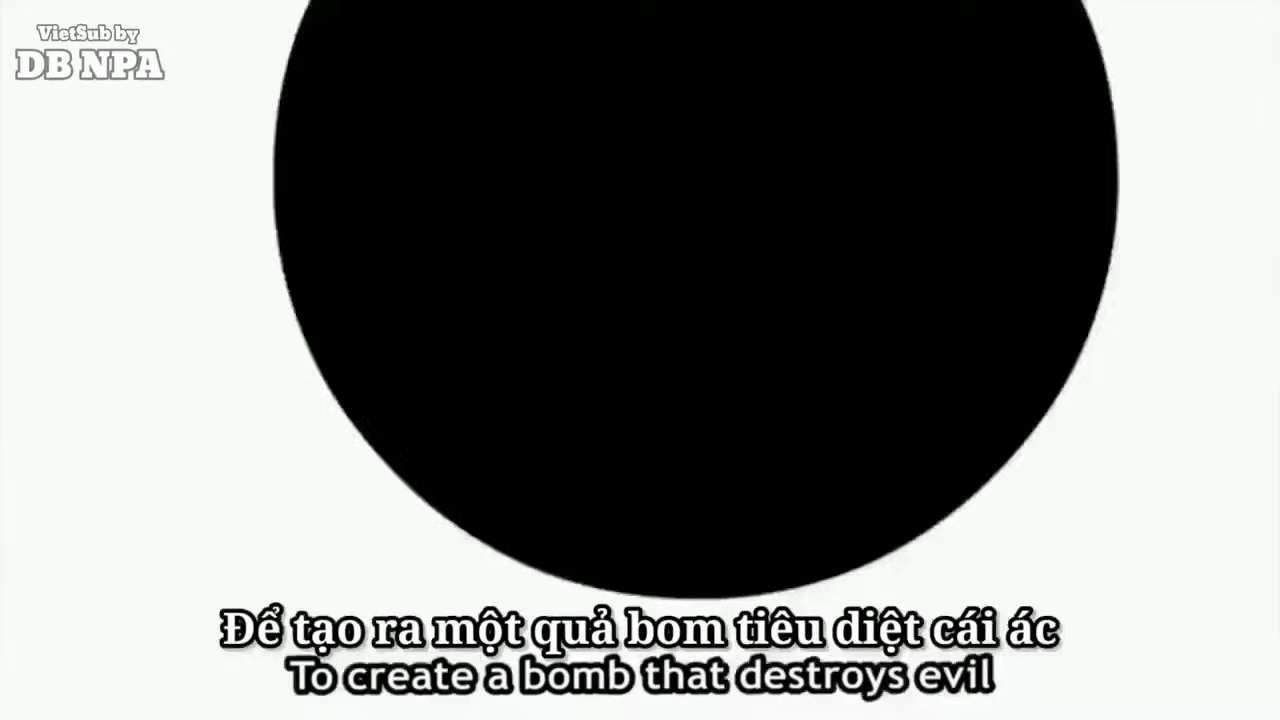 VietSub by
DB NPA
Để tạo ra một quả bom tiêu diệt cái ác
To create a bomb that destroys evil